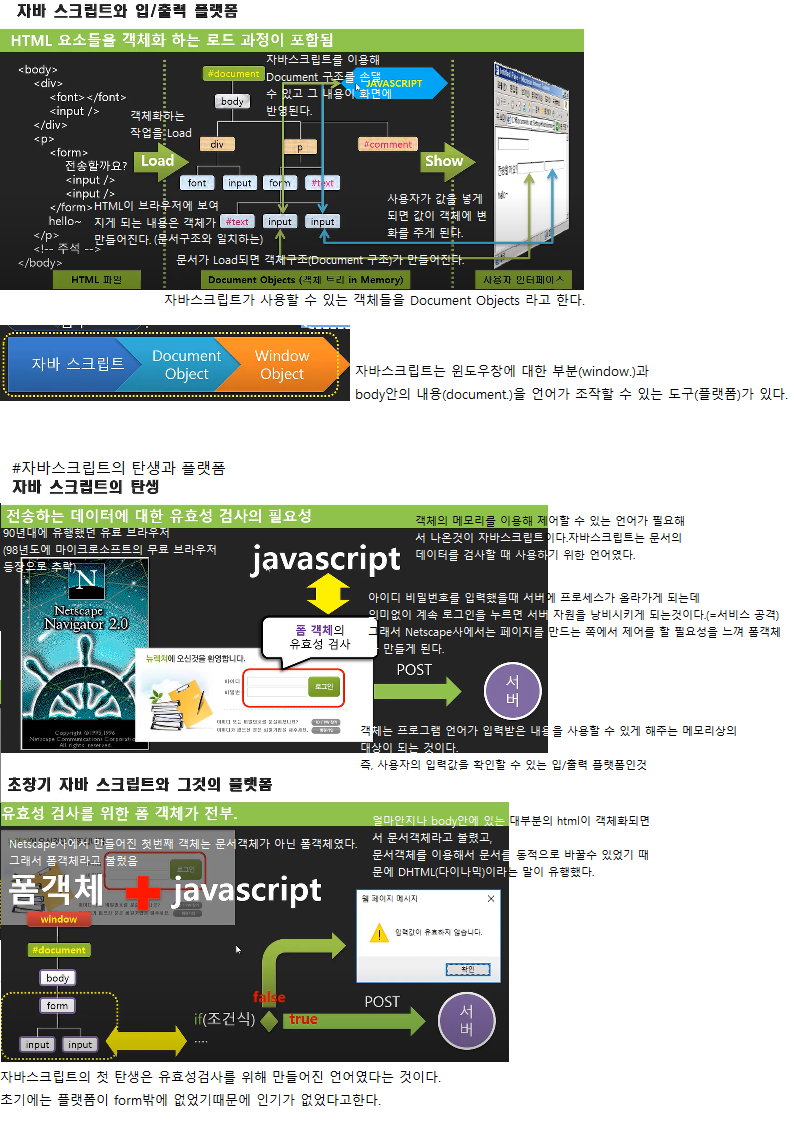 자바 스크립트와 입/출력 플랫폼
HTML 요소들을 객체화 하는 로드 과정이 포함됨
<body>
<div>
<font></font>
<input />
</div>
<p>
<form>
전송할까요?
<input />
<input />
</form>
hello~
</p>
<!-- 주석 -->
</body>
HTML 파일
객체화하는
작업을 Load
Load
HTML이 브라우저에 보여
지게 되는 내용은 객체가
만들어진다. (문서구조와 일치하는)
#document
body
div
p
#comment
font
input
form
#text
#text
input
input
자바스크립트를 이용해
Document 구조를 손댈
수 있고 그 내용이 화면에
반영된다.
JAVASCRIPT
Show
사용자가 값을 넣게
되면 값이 객체에 변
화를 주게 된다.
문서가 Load되면 객체구조(Document 구조)가 만들어잔다.
Document Objects (객체 트리 in Memory)
사용자 인터페이스
자바스크립트가 사용할 수 있는 객체들을 Document Objects 라고 한다.
자바 스크립트
Document
Object
Window
Object
자바스크립트는 윈도우창에 대한 부분(window.)과
body안의 내용(document.)을 언어가 조작할 수 있는 도구(플랫폼)가 있다.
#자바스크립트의 탄생과 플랫폼
자바 스크립트의 탄생
전송하는 데이터에 대한 유효성 검사의 필요성
90년대에 유행했던 유료 브라우저
(98년도에 마이크로소프트의 무료 브라우저
등장으로 추락)
객체의 메모리를 이용해 제어할 수 있는 언어가 필요해
서 나온것이 자바스크립트이다.자바스크립트는 문서의
데이터를 검사할 때 사용하기 위한 언어였다.
javascript
N
Netscape
Navigator 2.0
Copyright ©1995,1996
Netscape Communications Corporation
All rights reserved
폼 객체의
유효성 검사
아이디 비밀번호를 입력했을때 서버에 프로세스가 올라가게 되는데
의미없이 계속 로그인을 누르면 서버 자원을 낭비시키게 되는것이다.(=서비스 공격)
그래서 Netscape사에서는 페이지를 만드는 쪽에서 제어를 할 필요성을 느껴 폼객체
만들게 된다.
뉴렉처에 오신것을 환영합니다.
아이디
비밀번
로그인
POST
서버
객체는 프로그램 언어가 입력받은 내용을 사용할 수 있게 해주는 메모리상의
대상이 되는 것이다.
즉, 사용자의 입력값을 확인할 수 있는 입/출력 플랫폼인것
초창기 자바 스크립트와 그것의 플랫폼
유효성 검사를 위한 폼 객체가 전부.
Netscape사에서 만들어진 첫번째 객체는 문서객체가 아닌 폼객체였다.
그래서 폼객체라고 불렀음
얼마안지나 body안에 있는 대부분의 html이 객체화되면
서 문서객체라고 불렸고,
문서객체를 이용해서 문서를 동적으로 바꿀수 있었기 때
문에 DHTML(다이나믹)이라는 말이 유행했다.
로그인
폼객체 + javascript
window
#document
body
form
input
input
if(조건식)
....
false
true
웹 페이지 메시지
입력값이 유효하지 않습니다.
확인
POST
서버
자바스크립트의 첫 탄생은 유효성검사를 위해 만들어진 언어였다는 것이다.
초기에는 플랫폼이 form밖에 없었기때문에 인기가 없었다고한다.